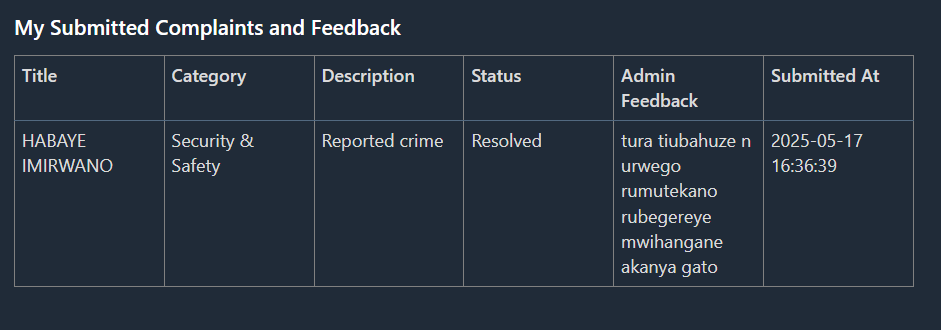 My Submitted Complaints and Feedback
Title
Category
Description
Status
Admin
Feedback
Submitted At
HABAYE
IMIRWANO
Security &
Safety
Reported crime
Resolved
tura tiubahuze n
urwego
rumutekano
rubegereye
mwihangane
akanya gato
2025-05-17
16:36:39